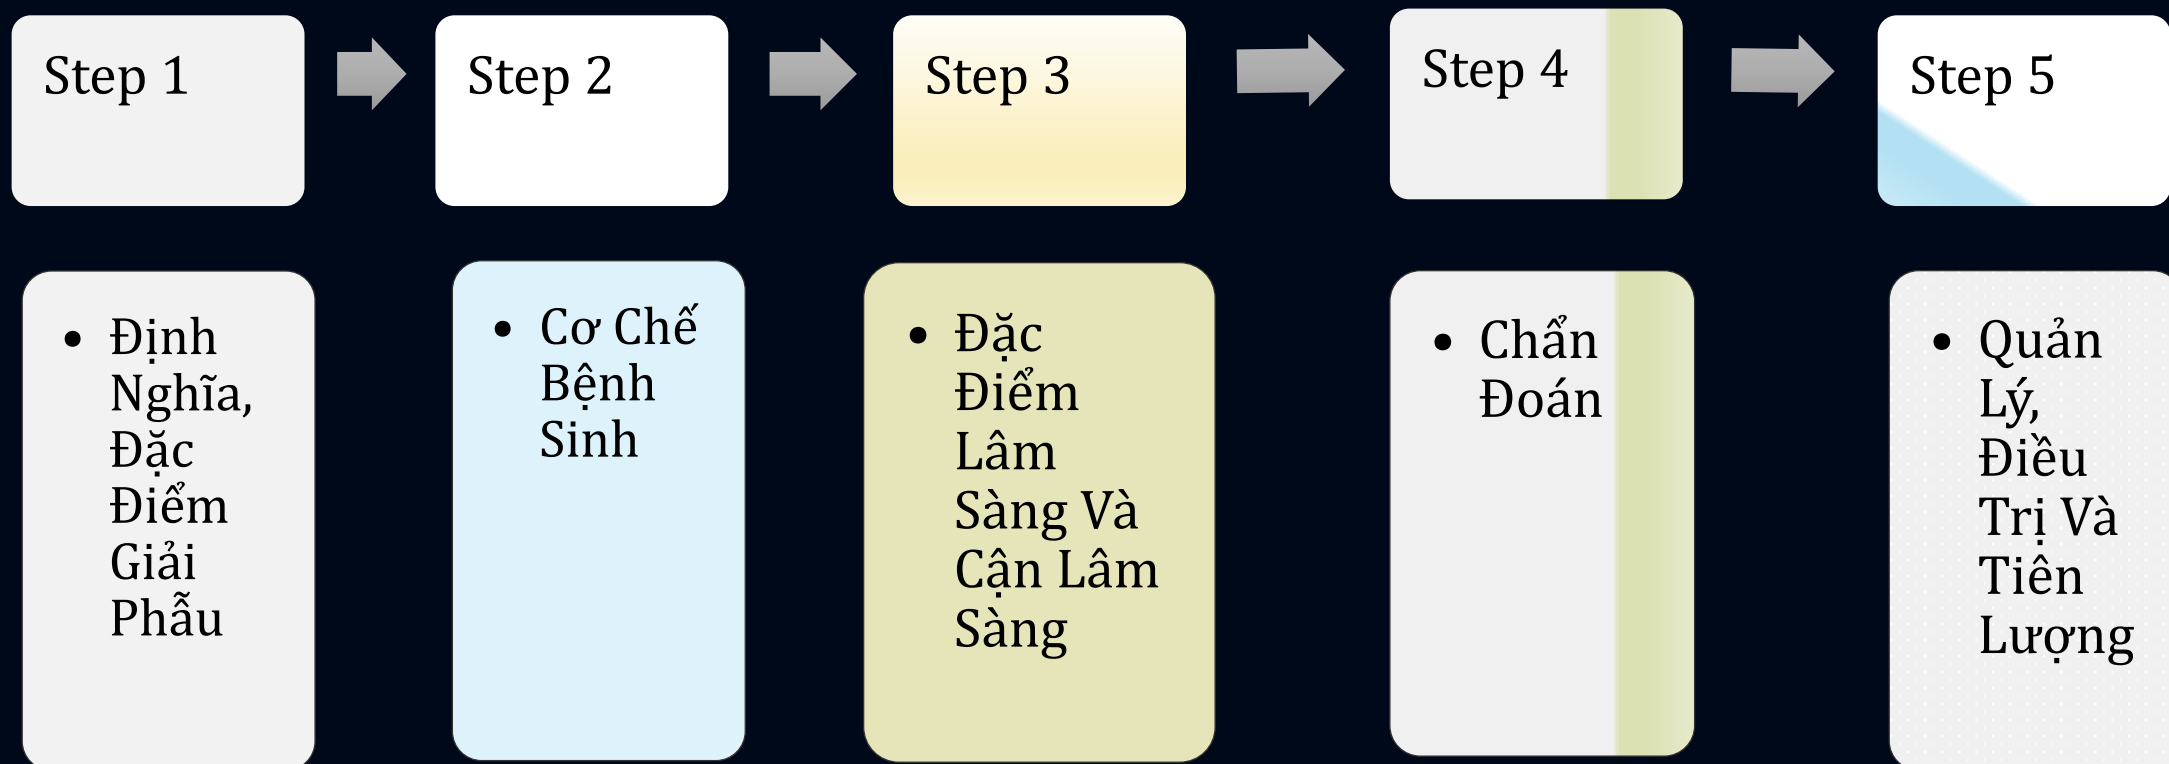 Step 1
Step 2
Step 3
Step 4
Step 5
• Định
Nghĩa,
Đặc
Điểm
Giải
Phẫu
• Cơ Chế
Bệnh
Sinh
• Đặc
Điểm
Lâm
Sàng Và
Cận Lâm
Sàng
• Chẩn
Đoán
• Quản
Lý,
Điều
Trị Và
Tiên
Lượng